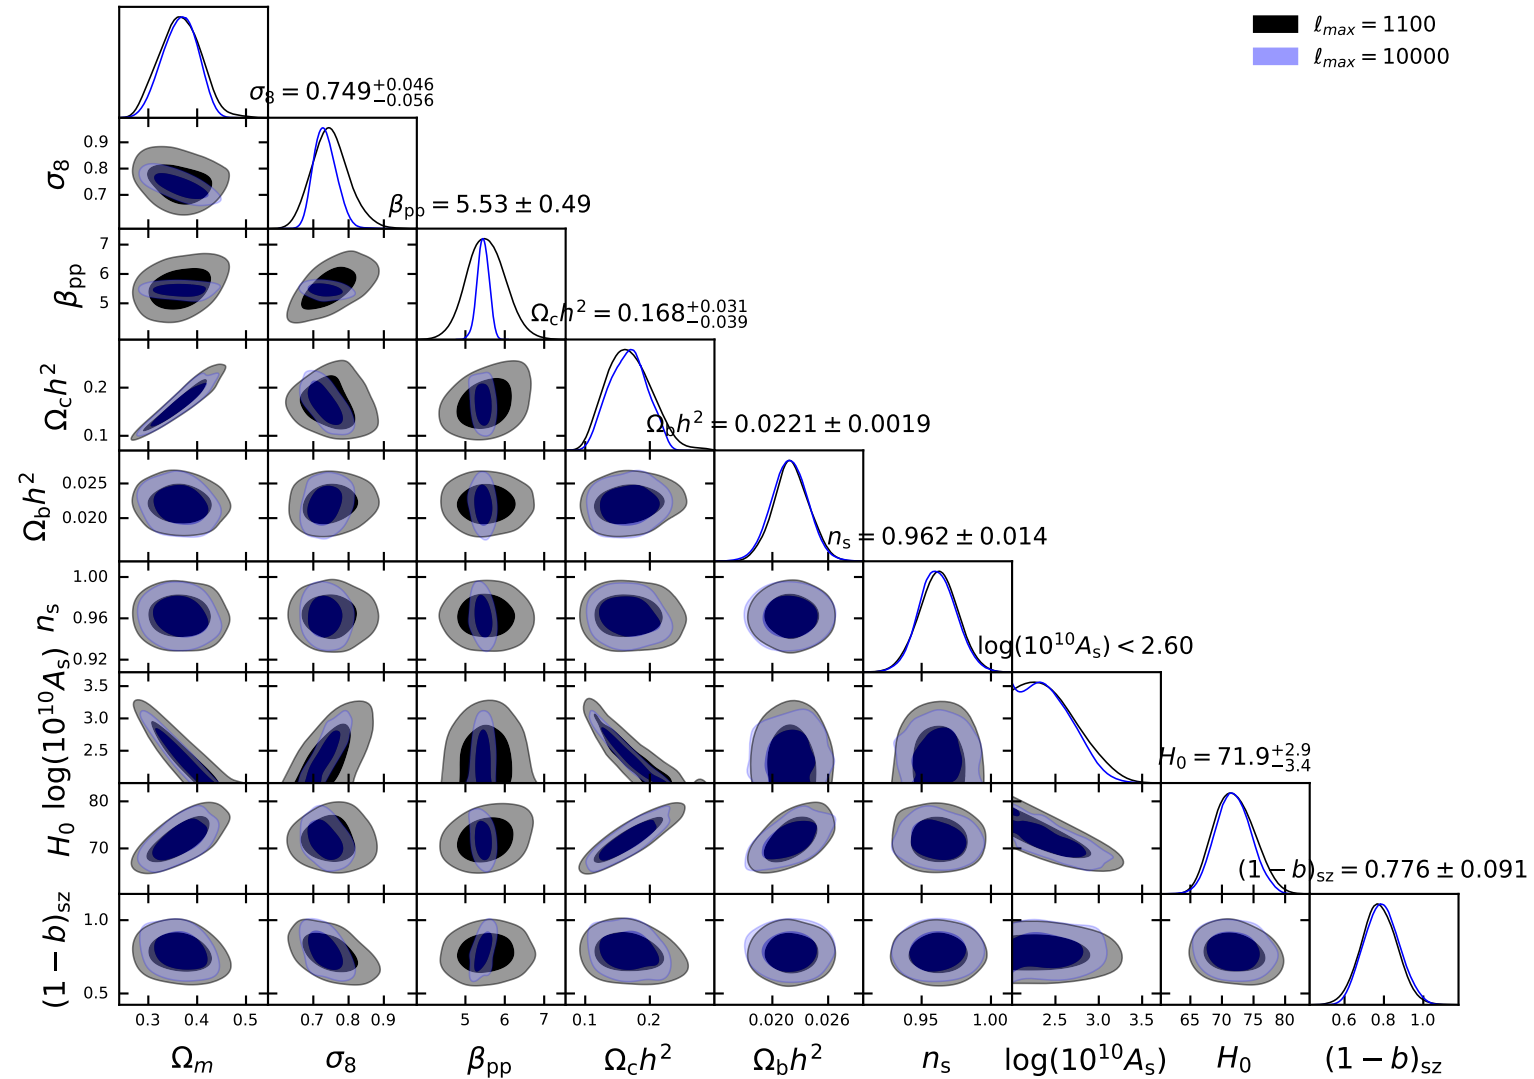 ℓ_max = 1100
ℓ_max = 10000
σ_8 = 0.749^{+0.046}_{−0.056}
0.9
0.8
0.7
σ_8
β_pp = 5.53 ± 0.49
7
6
5
β_pp
Ω_c h^2 = 0.168^{+0.031}_{−0.039}
0.2
0.1
Ω_c h^2
Ω_b h^2 = 0.0221 ± 0.0019
0.025
0.020
Ω_b h^2
n_s = 0.962 ± 0.014
1.00
0.96
0.92
n_s
log(10^{10} A_s) < 2.60
3.5
3.0
2.5
log(10^{10} A_s)
H_0 = 71.9^{+2.9}_{−3.4}
80
70
H_0
(1 − b)_sz = 0.776 ± 0.091
1.0
0.5
(1 − b)_sz
0.3 0.4 0.5 0.7 0.8 0.9 5 6 7 0.1 0.2 0.020 0.026 0.95 1.00 2.5 3.0 3.5 65 70 75 80 0.6 0.8 1.0
Ω_m σ_8 β_pp Ω_c h^2 Ω_b h^2 n_s log(10^{10} A_s) H_0 (1 − b)_sz